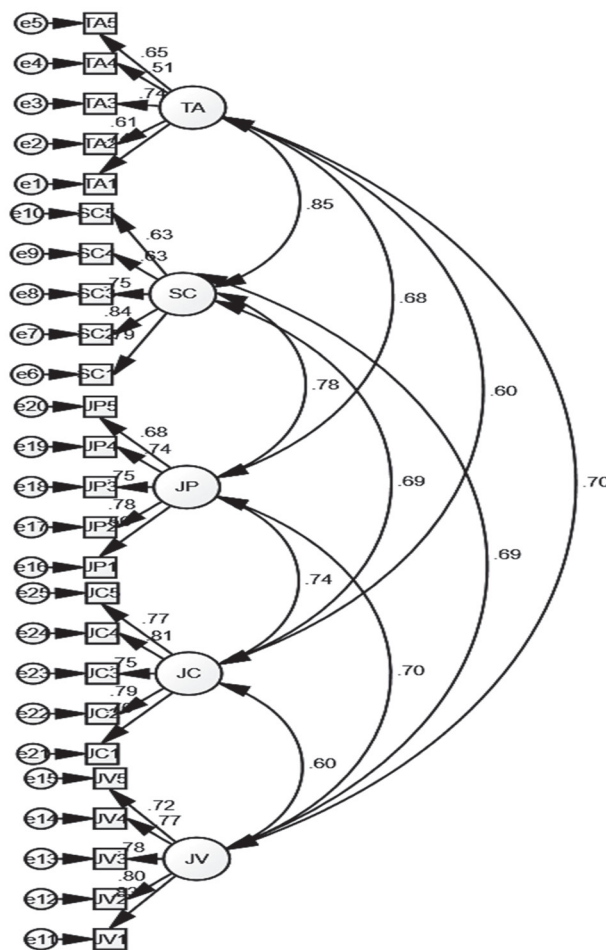 e5 TA5
.65
e4 TA4 .51
e3 TA3 .74 TA
.61
e2 TA2
e1 TA1
.85
e10 SC5
.63
e9 SC4 .63
e8 SC3 .75 SC
.68
.84
e7 SC2 .79
e6 SC1
.78
.60
e20 JP5
.68
e19 JP4 .74
e18 JP3 .75 JP
.69
.70
.78
e17 JP2
e16 JP1
.74
.69
e25 JC5
.77
e24 JC4 .81
e23 JC3 .75 JC
.70
.79
e22 JC2
e21 JC1
.60
e15 JV5
.72
e14 JV4 .77
e13 JV3 .78 JV
.80
e12 JV2 .83
e11 JV1